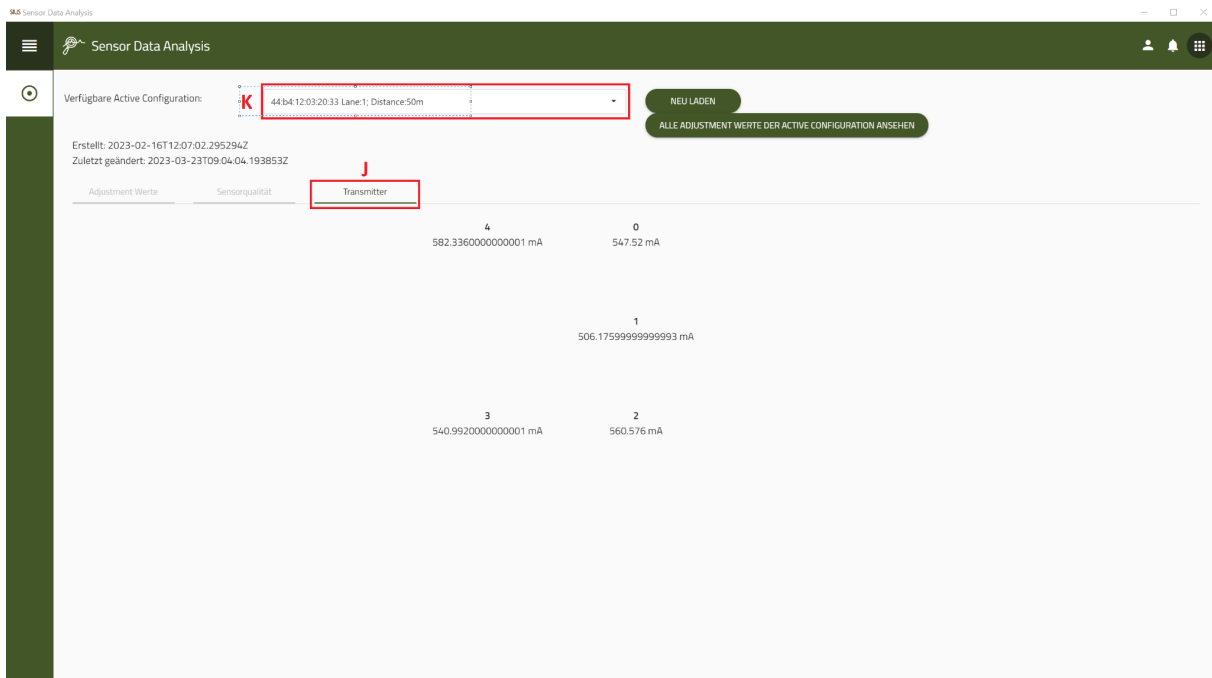 SIUS Sensor Data Analysis
Sensor Data Analysis
Verfügbare Active Configuration:
K
44:b4:12:03:20:33 Lane:1; Distance:50m
NEU LADEN
ALLE ADJUSTMENT WERTE DER ACTIVE CONFIGURATION ANSEHEN
Erstellt: 2023-02-16T12:07:02.295294Z
Zuletzt geändert: 2023-03-23T09:04:04.193853Z
J
Adjustment Werte Sensorqualität Transmitter
4 0
582.3360000000001 mA 547.52 mA
1
506.17599999999993 mA
3 2
540.9920000000001 mA 560.576 mA